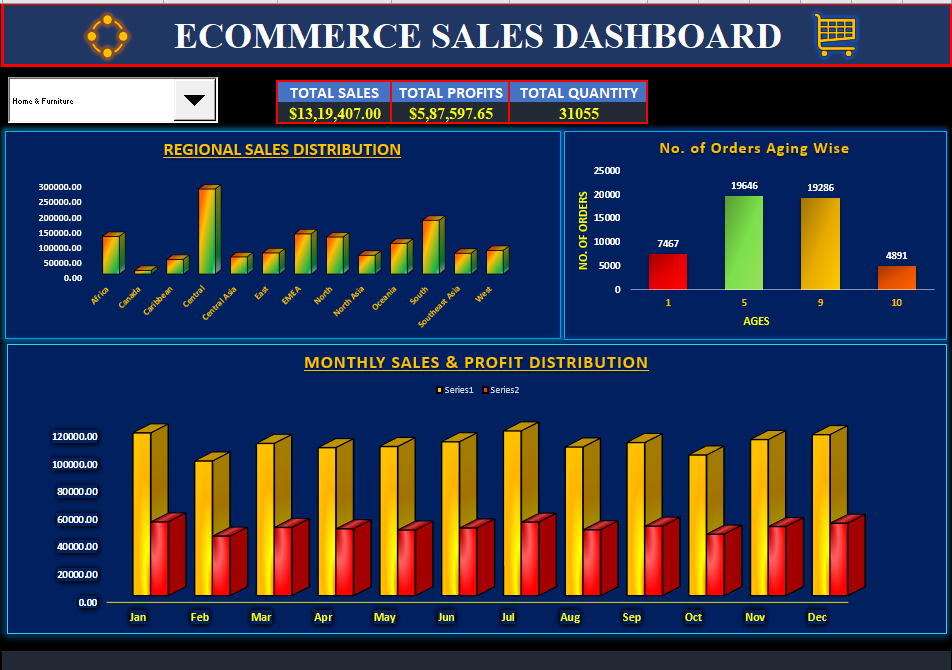 ECOMMERCE SALES DASHBOARD
Home & Furniture
TOTAL SALES TOTAL PROFITS TOTAL QUANTITY
$13,19,407.00 $5,87,597.65 31055
REGIONAL SALES DISTRIBUTION
300000.00
250000.00
200000.00
150000.00
100000.00
50000.00
0.00
Africa Canada Caribbean Central Central Asia East EMEA North North Asia Oceania South Southeast Asia West
No. of Orders Aging Wise
NO. OF ORDERS
25000
20000
15000
10000
5000
0
7467 19646 19286 4891
1 5 9 10
AGES
MONTHLY SALES & PROFIT DISTRIBUTION
Series1 Series2
120000.00
100000.00
80000.00
60000.00
40000.00
20000.00
0.00
Jan Feb Mar Apr May Jun Jul Aug Sep Oct Nov Dec